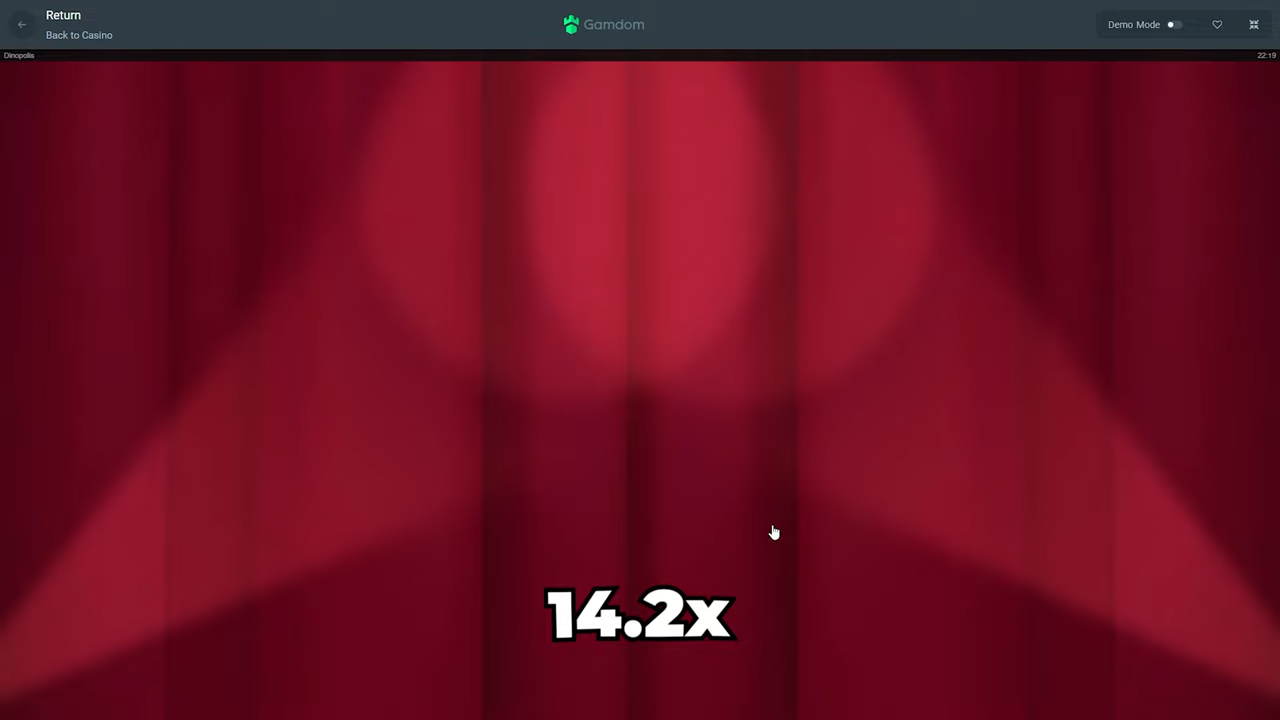 Return
Back to Casino
Gamdom
Demo Mode
Dinopolis
22:19
14.2x